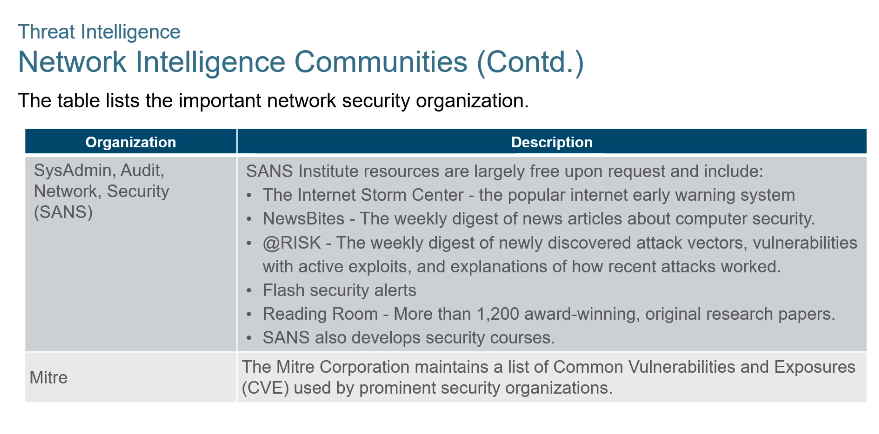 Threat Intelligence
Network Intelligence Communities (Contd.)
The table lists the important network security organization.
Organization
Description
SysAdmin, Audit,
Network, Security
(SANS)
SANS Institute resources are largely free upon request and include:
• The Internet Storm Center - the popular internet early warning system
• NewsBites - The weekly digest of news articles about computer security.
• @RISK - The weekly digest of newly discovered attack vectors, vulnerabilities
with active exploits, and explanations of how recent attacks worked.
• Flash security alerts
• Reading Room - More than 1,200 award-winning, original research papers.
• SANS also develops security courses.
Mitre
The Mitre Corporation maintains a list of Common Vulnerabilities and Exposures
(CVE) used by prominent security organizations.